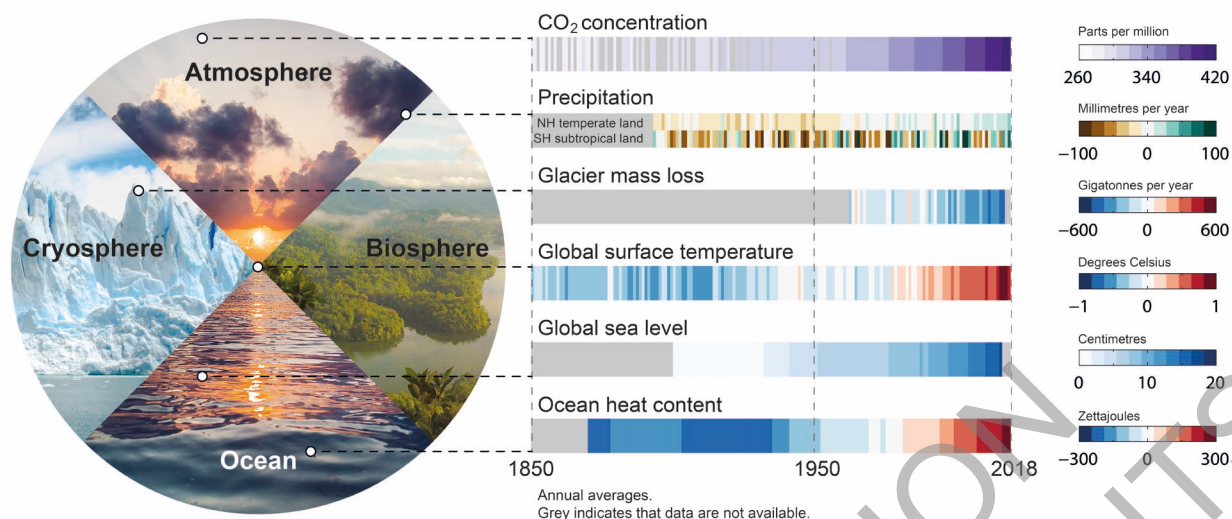 Atmosphere
Cryosphere
Biosphere
Ocean
CO₂ concentration
Precipitation
NH temperate land
SH subtropical land
Glacier mass loss
Global surface temperature
Global sea level
Ocean heat content
1850
1950
2018
Annual averages.
Grey indicates that data are not available.
Parts per million
260 340 420
Millimetres per year
−100 0 100
Gigatonnes per year
−600 0 600
Degrees Celsius
−1 0 1
Centimetres
0 10 20
Zettajoules
−300 0 300